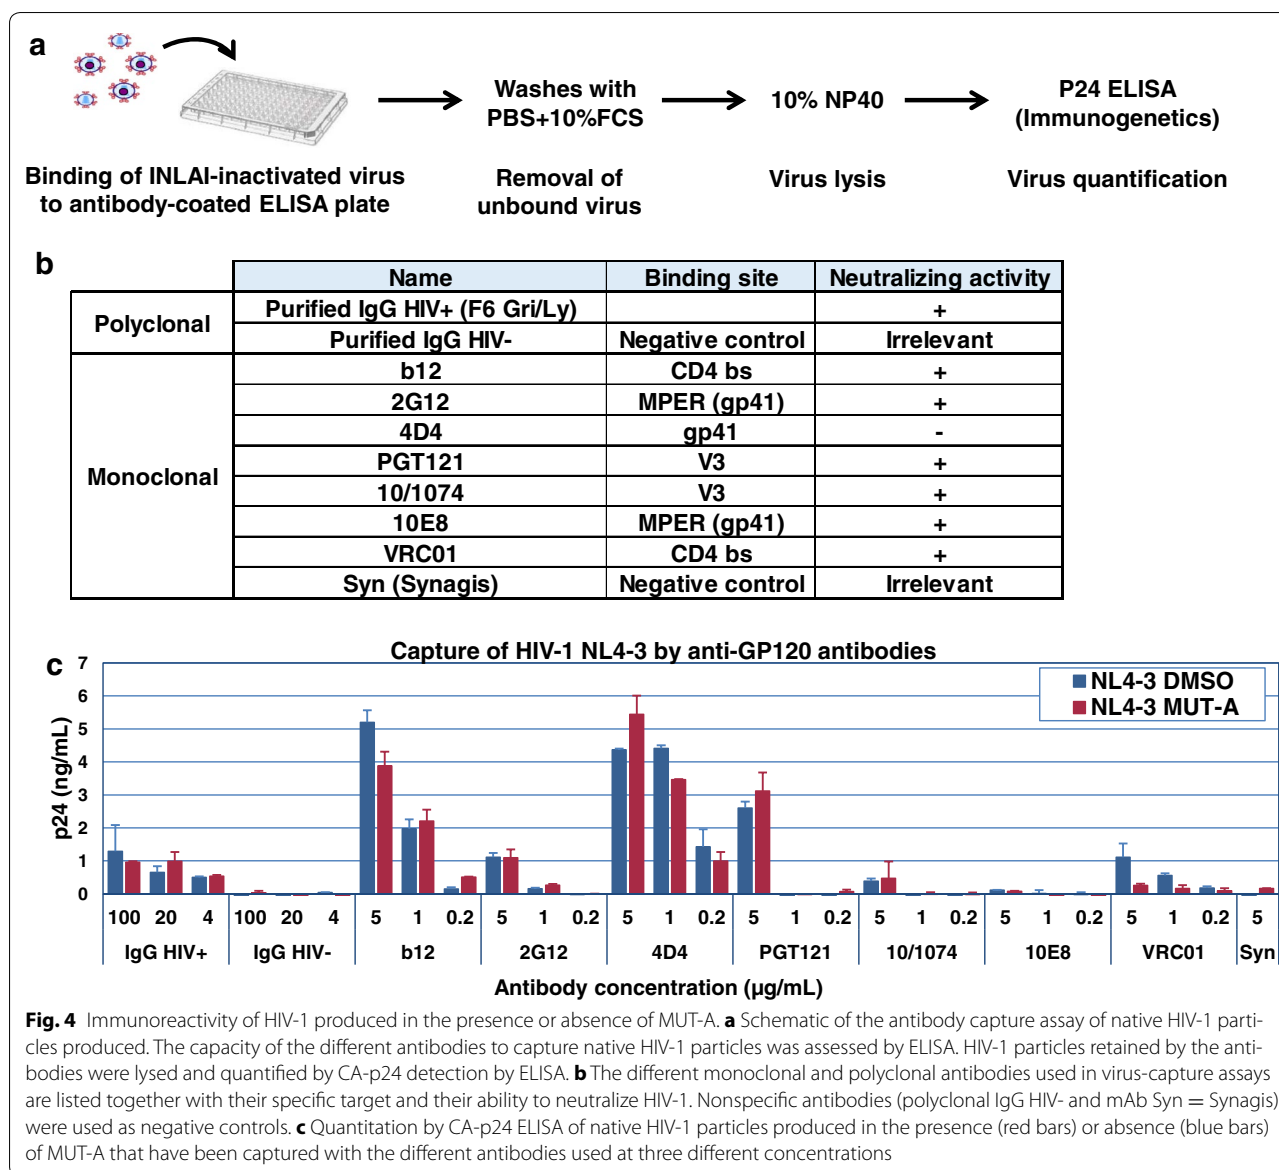 a
Washes with
PBS+10%FCS
10% NP40
P24 ELISA
(Immunogenetics)
Binding of INLAI-inactivated virus
to antibody-coated ELISA plate
Removal of
unbound virus
Virus lysis
Virus quantification
b
Name Binding site Neutralizing activity
Polyclonal
Purified IgG HIV+ (F6 Gri/Ly) +
Purified IgG HIV- Negative control Irrelevant
Monoclonal
b12 CD4 bs +
2G12 MPER (gp41) +
4D4 gp41 -
PGT121 V3 +
10/1074 V3 +
10E8 MPER (gp41) +
VRC01 CD4 bs +
Syn (Synagis) Negative control Irrelevant
c
Capture of HIV-1 NL4-3 by anti-GP120 antibodies
NL4-3 DMSO
NL4-3 MUT-A
p24 (ng/mL)
7
6
5
4
3
2
1
0
100 20 4 100 20 4 5 1 0.2 5 1 0.2 5 1 0.2 5 1 0.2 5 1 0.2 5 1 0.2 5 1 0.2 5
IgG HIV+ IgG HIV- b12 2G12 4D4 PGT121 10/1074 10E8 VRC01 Syn
Antibody concentration (µg/mL)
Fig. 4 Immunoreactivity of HIV-1 produced in the presence or absence of MUT-A. a Schematic of the antibody capture assay of native HIV-1 parti-
cles produced. The capacity of the different antibodies to capture native HIV-1 particles was assessed by ELISA. HIV-1 particles retained by the anti-
bodies were lysed and quantified by CA-p24 detection by ELISA. b The different monoclonal and polyclonal antibodies used in virus-capture assays
are listed together with their specific target and their ability to neutralize HIV-1. Nonspecific antibodies (polyclonal IgG HIV- and mAb Syn = Synagis)
were used as negative controls. c Quantitation by CA-p24 ELISA of native HIV-1 particles produced in the presence (red bars) or absence (blue bars)
of MUT-A that have been captured with the different antibodies used at three different concentrations